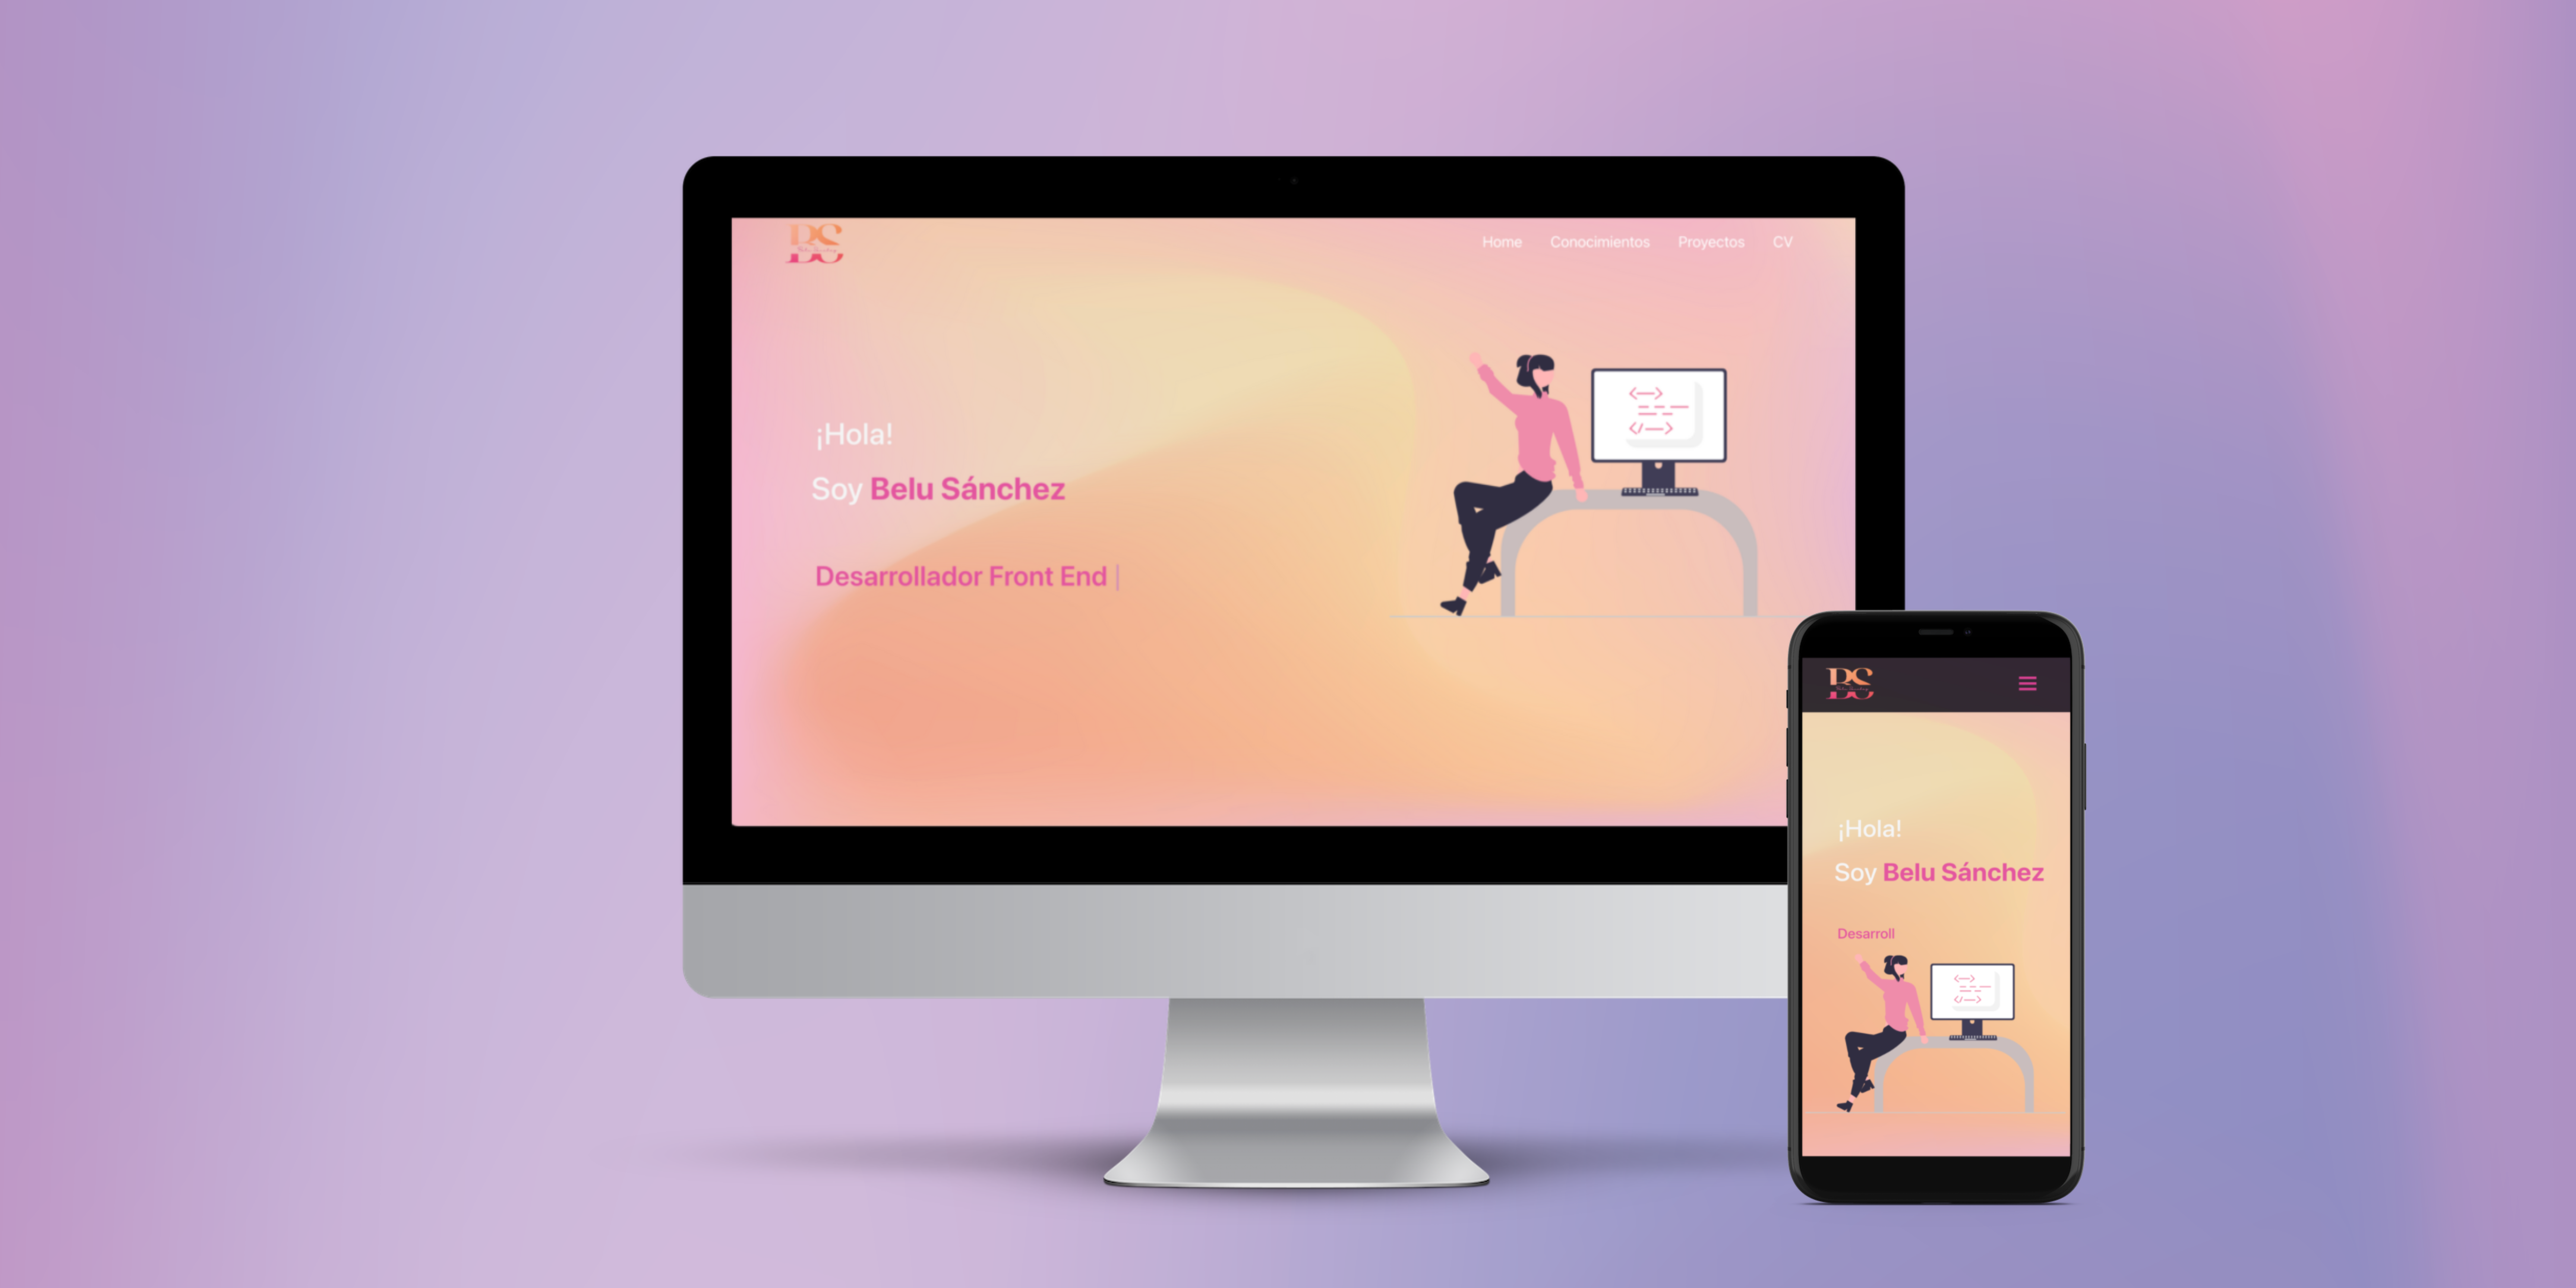 BS
Home Conocimientos Proyectos CV
¡Hola!
Soy Belu Sánchez
Desarrollador Front End |
BS
¡Hola!
Soy Belu Sánchez
Desarroll